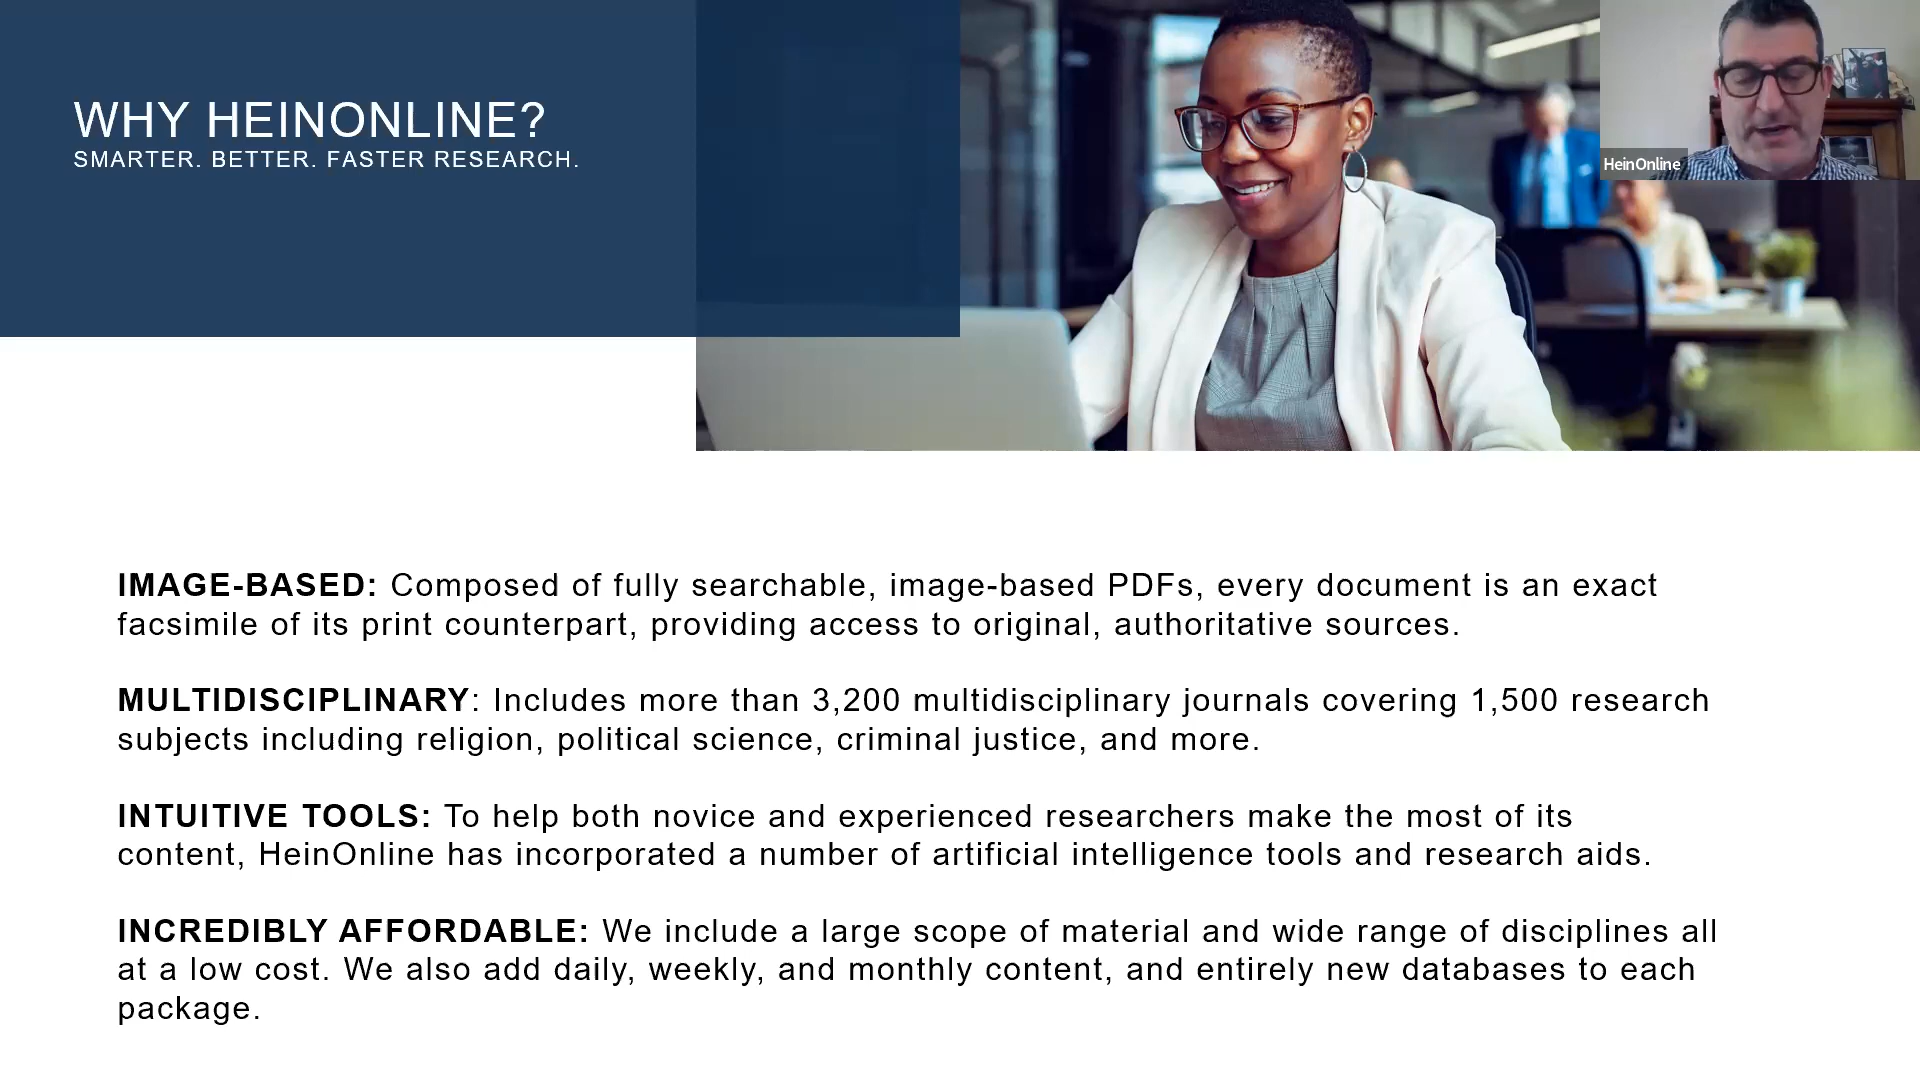 WHY HEINONLINE?
SMARTER. BETTER. FASTER RESEARCH.
HeinOnline
IMAGE-BASED: Composed of fully searchable, image-based PDFs, every document is an exact
facsimile of its print counterpart, providing access to original, authoritative sources.
MULTIDISCIPLINARY: Includes more than 3,200 multidisciplinary journals covering 1,500 research
subjects including religion, political science, criminal justice, and more.
INTUITIVE TOOLS: To help both novice and experienced researchers make the most of its
content, HeinOnline has incorporated a number of artificial intelligence tools and research aids.
INCREDIBLY AFFORDABLE: We include a large scope of material and wide range of disciplines all
at a low cost. We also add daily, weekly, and monthly content, and entirely new databases to each
package.